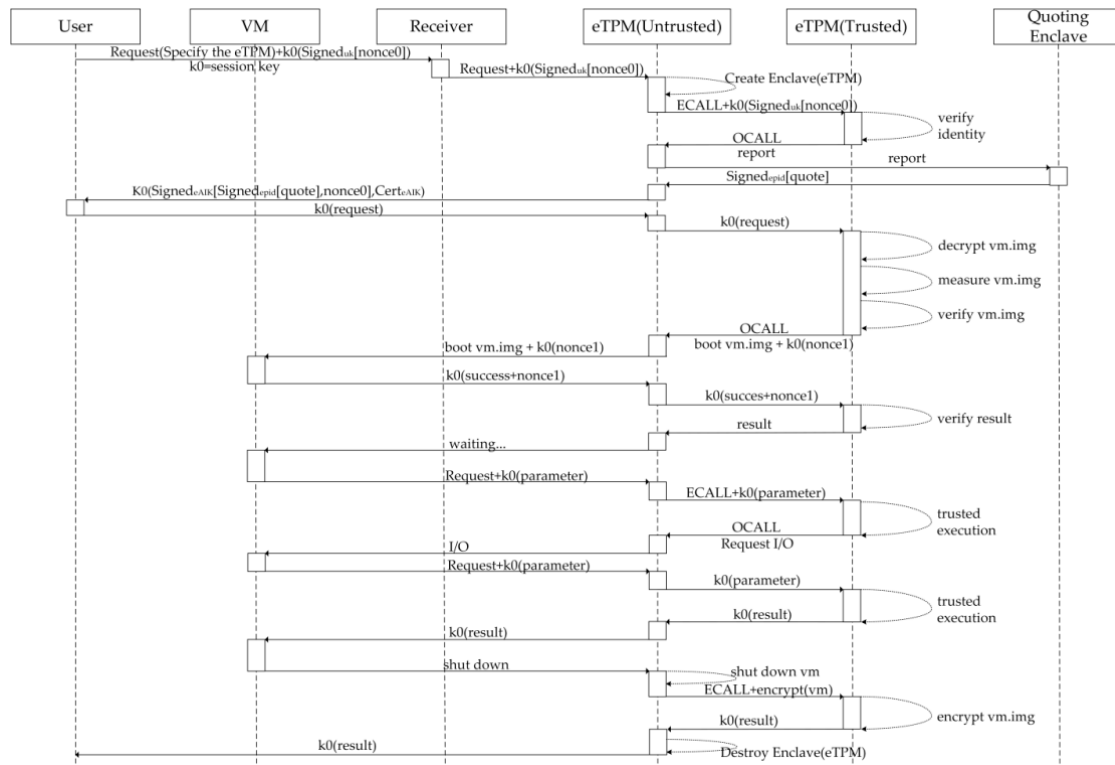 User
VM
Receiver
eTPM(Untrusted)
eTPM(Trusted)
Quoting
Enclave
Request(Specify the eTPM)+k0(Signeduk[nonce0])
k0=session key
Request+k0(Signeduk[nonce0])
Create Enclave(eTPM)
ECALL+k0(Signeduk[nonce0])
verify
identity
OCALL
report
report
Signedepid[quote]
K0(SignedeAIK[Signedepid[quote],nonce0],CerteAIK)
k0(request)
k0(request)
decrypt vm.img
measure vm.img
verify vm.img
OCALL
boot vm.img + k0(nonce1)
boot vm.img + k0(nonce1)
k0(success+nonce1)
k0(succes+nonce1)
verify result
result
waiting...
Request+k0(parameter)
ECALL+k0(parameter)
trusted
execution
OCALL
Request I/O
I/O
Request+k0(parameter)
k0(parameter)
trusted
execution
k0(result)
k0(result)
shut down
shut down vm
ECALL+encrypt(vm)
encrypt vm.img
k0(result)
k0(result)
Destroy Enclave(eTPM)